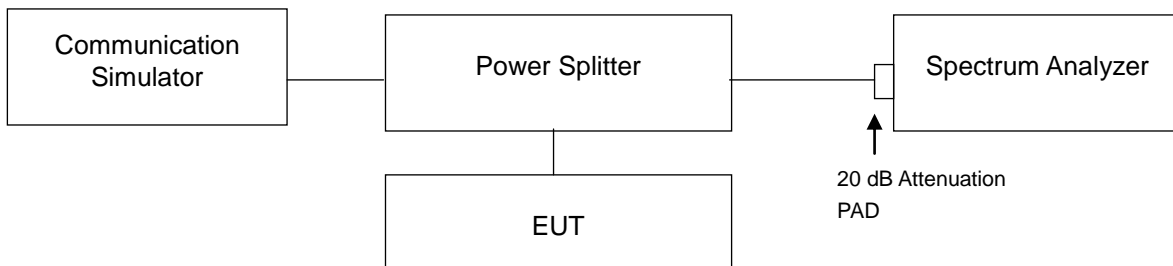 Communication
Simulator
Power Splitter
Spectrum Analyzer
20 dB Attenuation
PAD
EUT